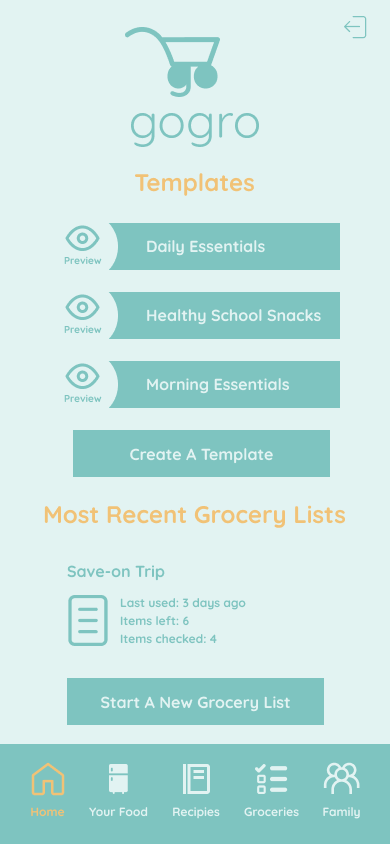 gogro
Templates
Preview
Daily Essentials
Preview
Healthy School Snacks
Preview
Morning Essentials
Create A Template
Most Recent Grocery Lists
Save-on Trip
Last used: 3 days ago
Items left: 6
Items checked: 4
Start A New Grocery List
Home Your Food Recipies Groceries Family